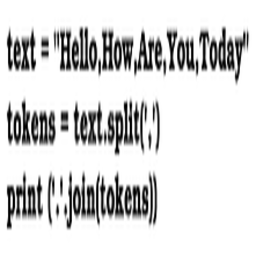 text = "Hello,How,Are,You,Today"
tokens = text.split(',')
print ('.'.join(tokens))